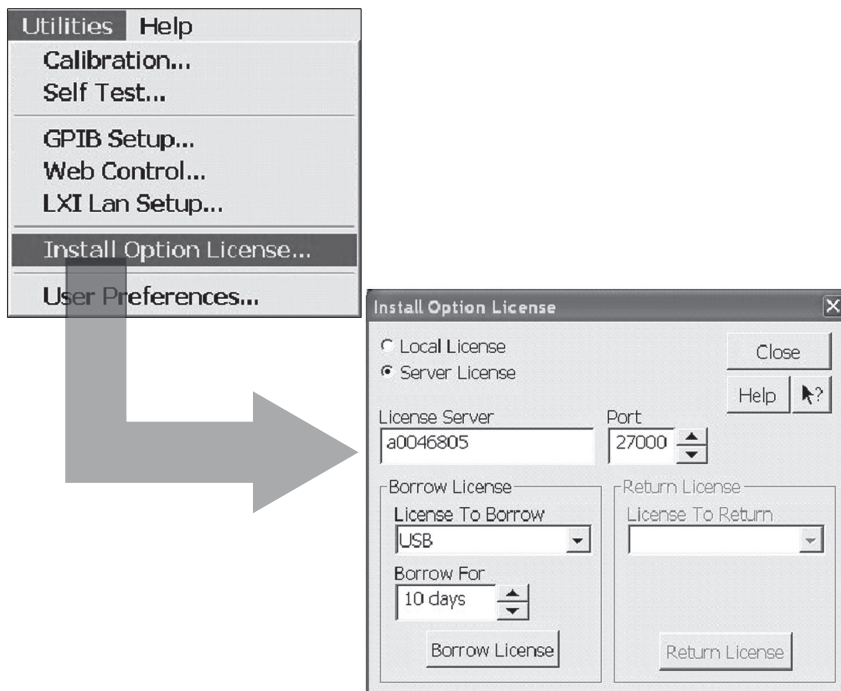 Utilities Help
Calibration...
Self Test...
GPIB Setup...
Web Control...
LXI Lan Setup...
Install Option License...
User Preferences...
Install Option License
Local License
Server License
Close
Help ?
License Server Port
a0046805 27000
Borrow License Return License
License To Borrow License To Return
USB
Borrow For
10 days
Borrow License Return License